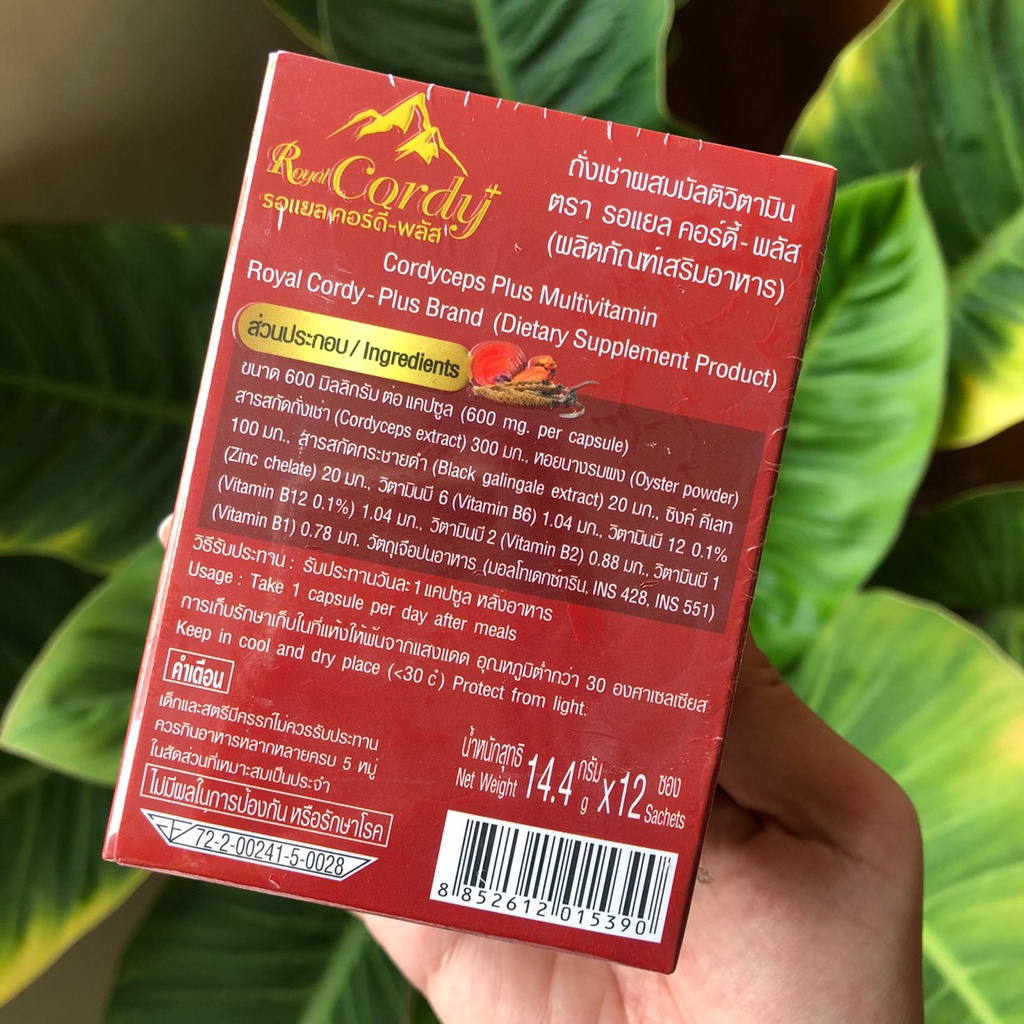 Royal Cordy+
รอแยล คอร์ดี้-พลัส
ถั่งเช่าผสมมัลติวิตามิน
ตรา รอแยล คอร์ดี้-พลัส
(ผลิตภัณฑ์เสริมอาหาร)
Cordyceps Plus Multivitamin
Royal Cordy-Plus Brand (Dietary Supplement Product)
ส่วนประกอบ / Ingredients
ขนาด 600 มิลลิกรัม ต่อ แคปซูล (600 mg. per capsule)
สารสกัดถั่งเช่า (Cordyceps extract) 300 มก., หอยนางรมผง (Oyster powder)
100 มก., สารสกัดกระชายดำ (Black galingale extract) 20 มก., ซิงค์ คีเลท
(Zinc chelate) 20 มก., วิตามินบี 6 (Vitamin B6) 1.04 มก., วิตามินบี 12 0.1%
(Vitamin B12 0.1%) 1.04 มก., วิตามินบี 2 (Vitamin B2) 0.88 มก., วิตามินบี 1
(Vitamin B1) 0.78 มก. วัตถุเจือปนอาหาร (มอลโทเดกซ์ทริน, INS 428, INS 551)
วิธีรับประทาน : รับประทานวันละ 1 แคปซูล หลังอาหาร
Usage : Take 1 capsule per day after meals
การเก็บรักษาเก็บในที่แห้งให้พ้นจากแสงแดด อุณหภูมิต่ำกว่า 30 องศาเซลเซียส
Keep in cool and dry place (<30 c) Protect from light.
คำเตือน
เด็กและสตรีมีครรภ์ไม่ควรรับประทาน
ควรกินอาหารหลากหลายครบ 5 หมู่
ในสัดส่วนที่เหมาะสมเป็นประจำ
ไม่มีผลในการป้องกัน หรือรักษาโรค
72-2-00241-5-0028
น้ำหนักสุทธิ 14.4 กรัม x12 ซอง
Net Weight g Sachets
8 852612 015390